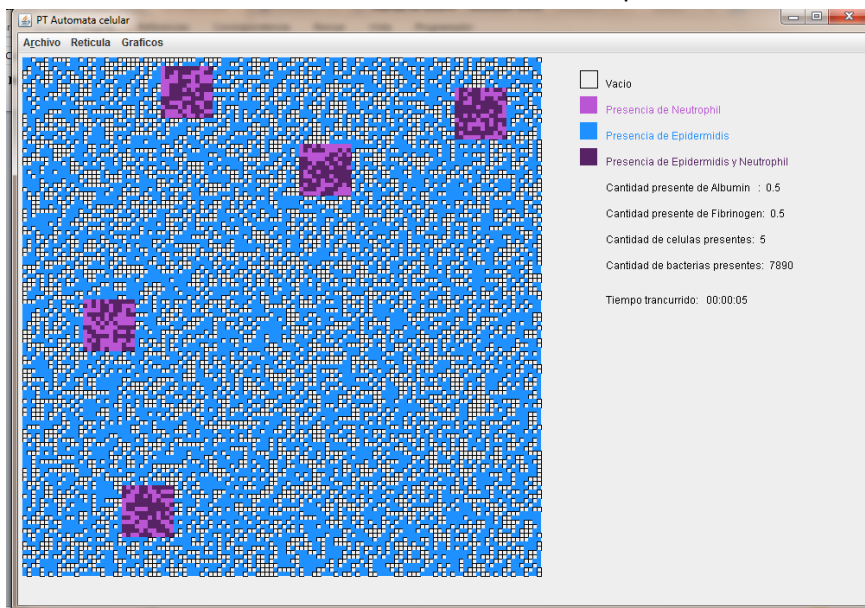 PT Automata celular
Archivo Reticula Graficos
Vacio
Presencia de Neutrophil
Presencia de Epidermidis
Presencia de Epidermidis y Neutrophil
Cantidad presente de Albumin : 0.5
Cantidad presente de Fibrinogen: 0.5
Cantidad de celulas presentes: 5
Cantidad de bacterias presentes: 7890
Tiempo trancurrido: 00:00:05